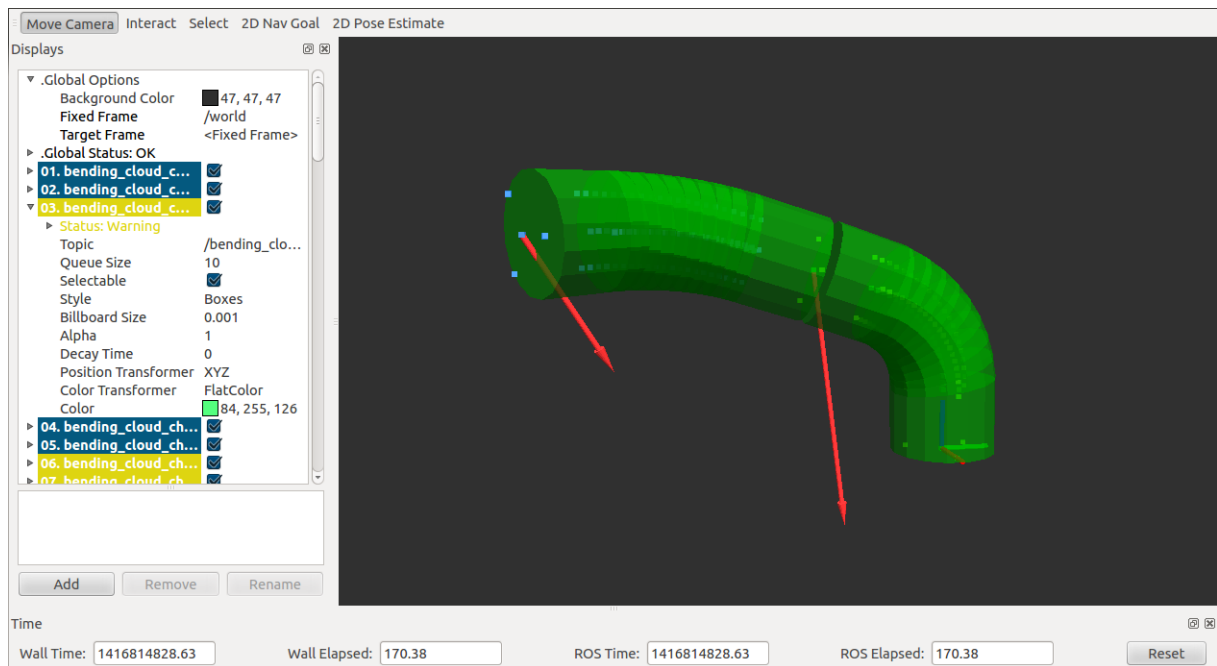 Move Camera Interact Select 2D Nav Goal 2D Pose Estimate
Displays
.Global Options
Background Color 47, 47, 47
Fixed Frame /world
Target Frame <Fixed Frame>
.Global Status: OK
01. bending_cloud_c...
02. bending_cloud_c...
03. bending_cloud_c...
Status: Warning
Topic /bending_clo...
Queue Size 10
Selectable
Style Boxes
Billboard Size 0.001
Alpha 1
Decay Time 0
Position Transformer XYZ
Color Transformer FlatColor
Color 84, 255, 126
04. bending_cloud_ch...
05. bending_cloud_ch...
06. bending_cloud_ch...
07. bending_cloud_ch...
Add Remove Rename
Time
Wall Time: 1416814828.63 Wall Elapsed: 170.38 ROS Time: 1416814828.63 ROS Elapsed: 170.38 Reset